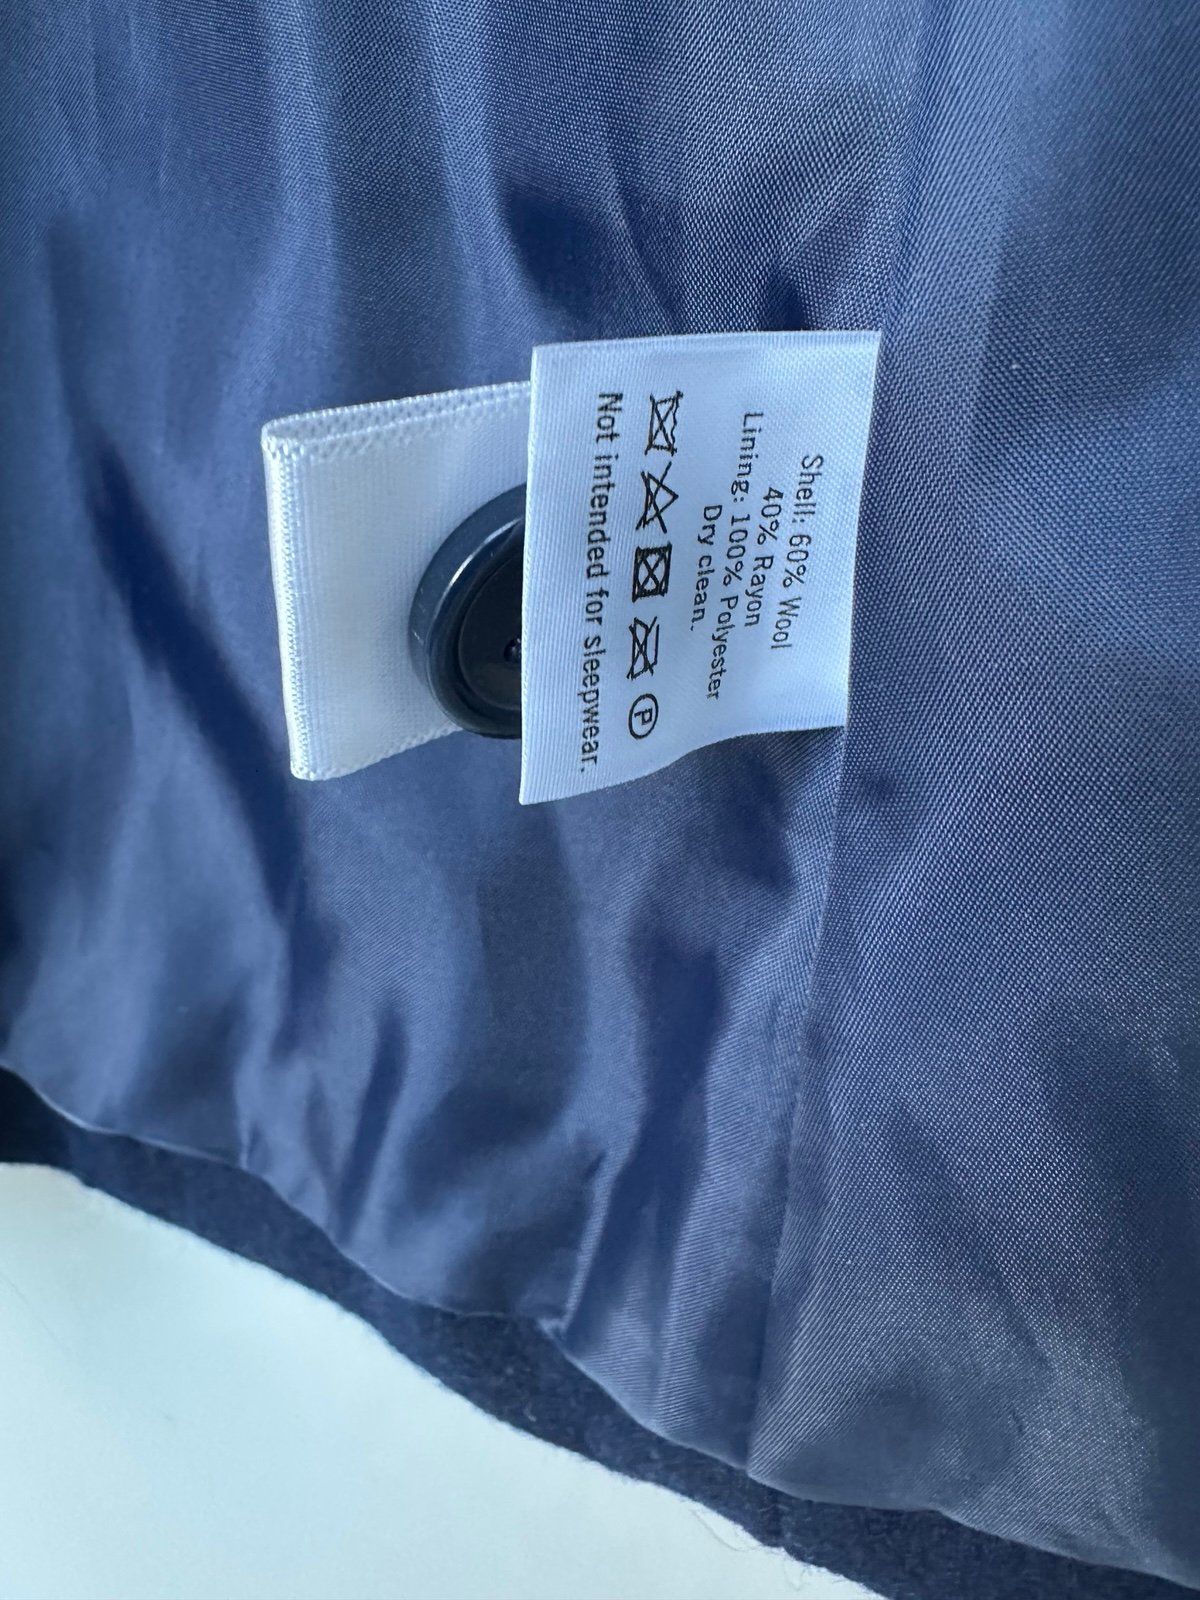 Shell: 60% Wool
40% Rayon
Lining: 100% Polyester
Dry clean.
P
Not intended for sleepwear.